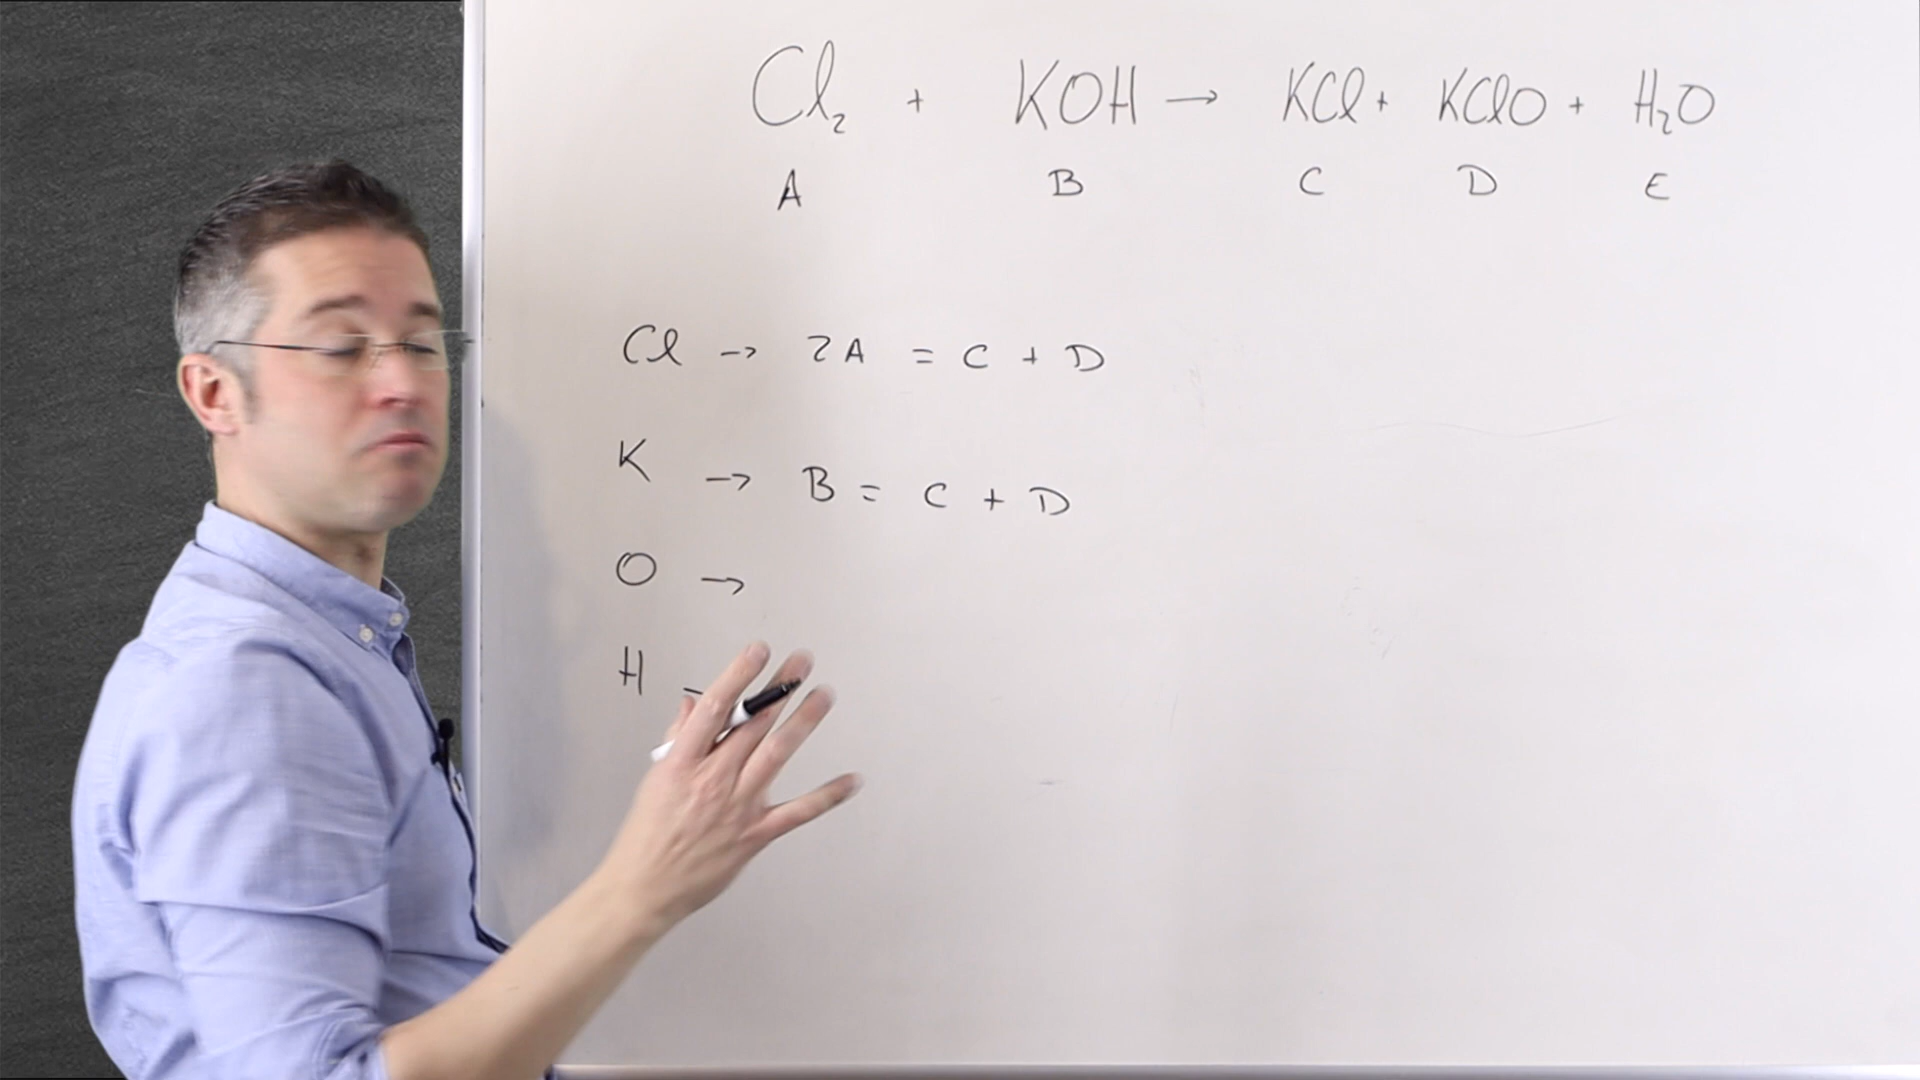 Cl₂ + KOH → KCl + KClO + H₂O
A B C D E
Cl → 2A = C + D
K → B = C + D
O →
H -